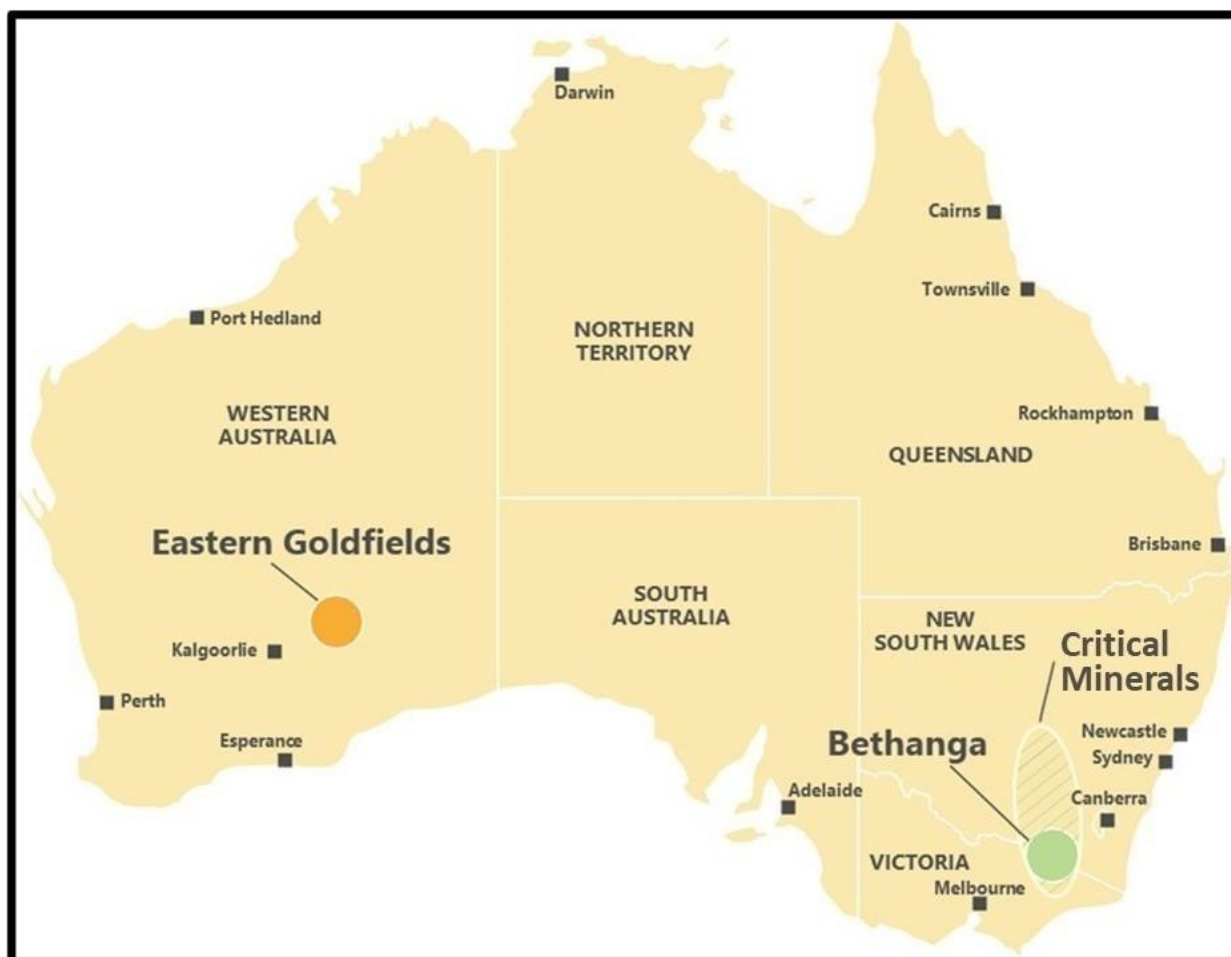 Darwin
Cairns
Townsville
Port Hedland
NORTHERN
TERRITORY
WESTERN
AUSTRALIA
Rockhampton
QUEENSLAND
Eastern Goldfields
Brisbane
SOUTH
AUSTRALIA
NEW
SOUTH WALES
Critical
Minerals
Kalgoorlie
Perth
Esperance
Newcastle
Bethanga
Sydney
Adelaide
Canberra
VICTORIA
Melbourne